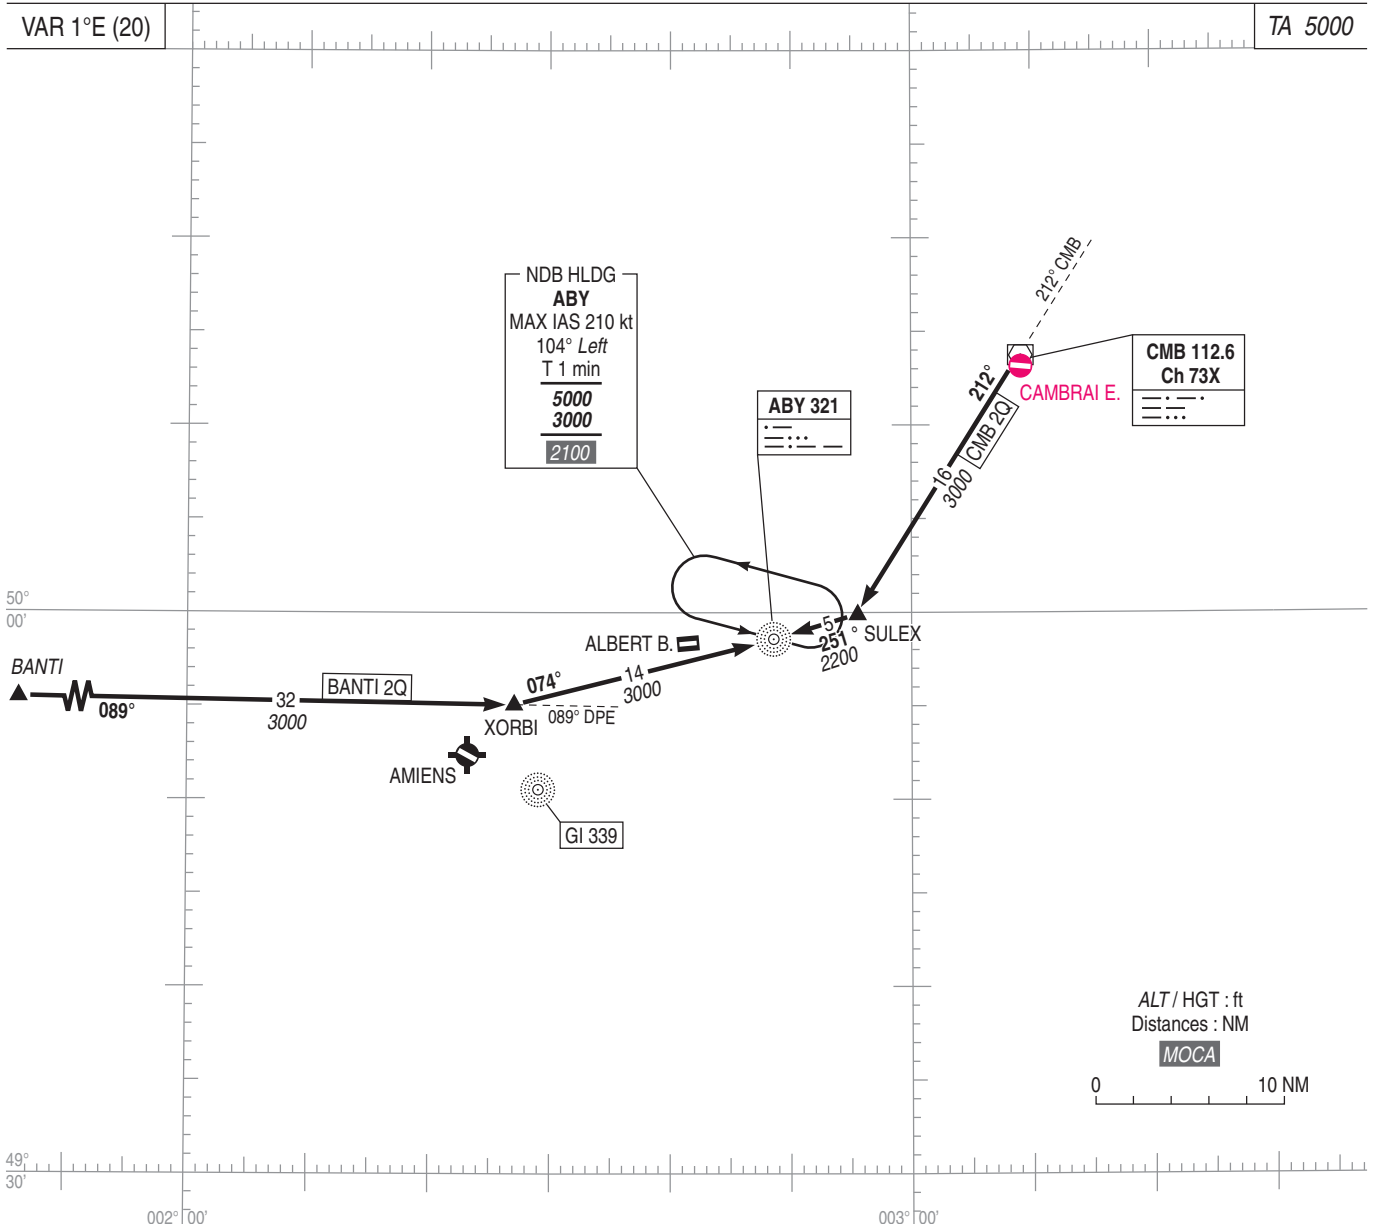 VAR 1°E (20)
TA 5000
212° CMB
NDB HLDG
ABY
MAX IAS 210 kt
104° Left
T 1 min
5000
3000
2100
CMB 112.6
Ch 73X
CAMBRAI E.
212°
CMB 2Q
16
3000
ABY 321
50°
00'
5
251°
2200
SULEX
ALBERT B.
BANTI
089°
32
3000
BANTI 2Q
074°
14
3000
XORBI
089° DPE
AMIENS
GI 339
ALT / HGT : ft
Distances : NM
MOCA
0
10 NM
49°
30'
002° 00'
003° 00'